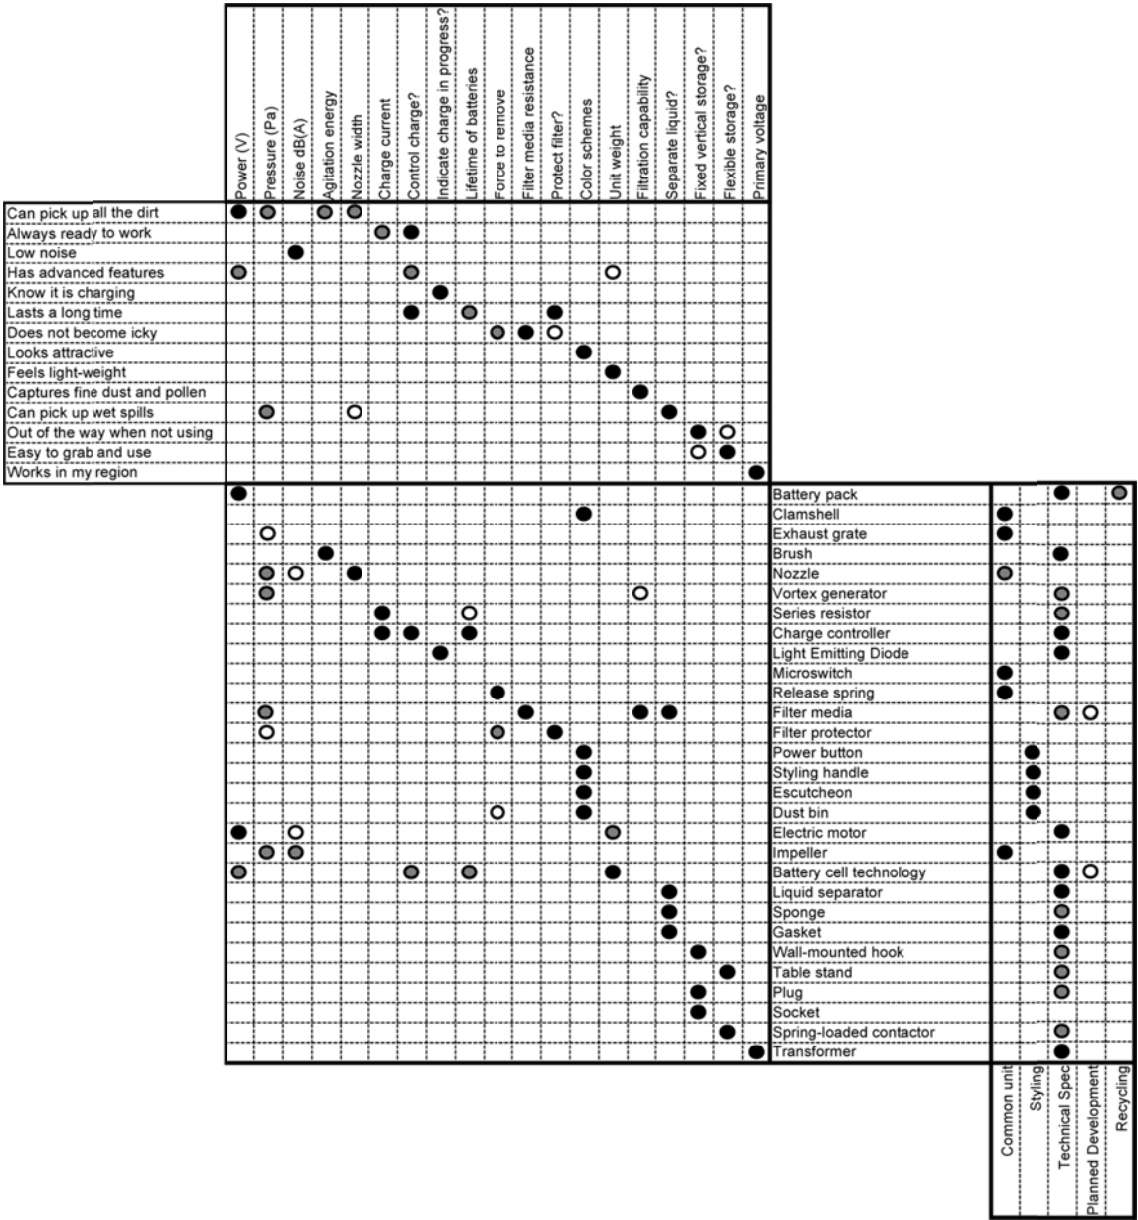 Power (V)
Pressure (Pa)
Noise dB(A)
Agitation energy
Nozzle width
Charge current
Control charge?
Indicate charge in progress?
Lifetime of batteries
Force to remove
Filter media resistance
Protect filter?
Color schemes
Unit weight
Filtration capability
Separate liquid?
Fixed vertical storage?
Flexible storage?
Primary voltage
Can pick up all the dirt
Always ready to work
Low noise
Has advanced features
Know it is charging
Lasts a long time
Does not become icky
Looks attractive
Feels light-weight
Captures fine dust and pollen
Can pick up wet spills
Out of the way when not using
Easy to grab and use
Works in my region
Battery pack
Clamshell
Exhaust grate
Brush
Nozzle
Vortex generator
Series resistor
Charge controller
Light Emitting Diode
Microswitch
Release spring
Filter media
Filter protector
Power button
Styling handle
Escutcheon
Dust bin
Electric motor
Impeller
Battery cell technology
Liquid separator
Sponge
Gasket
Wall-mounted hook
Table stand
Plug
Socket
Spring-loaded contactor
Transformer
Common unit
Styling
Technical Spec
Planned Development
Recycling